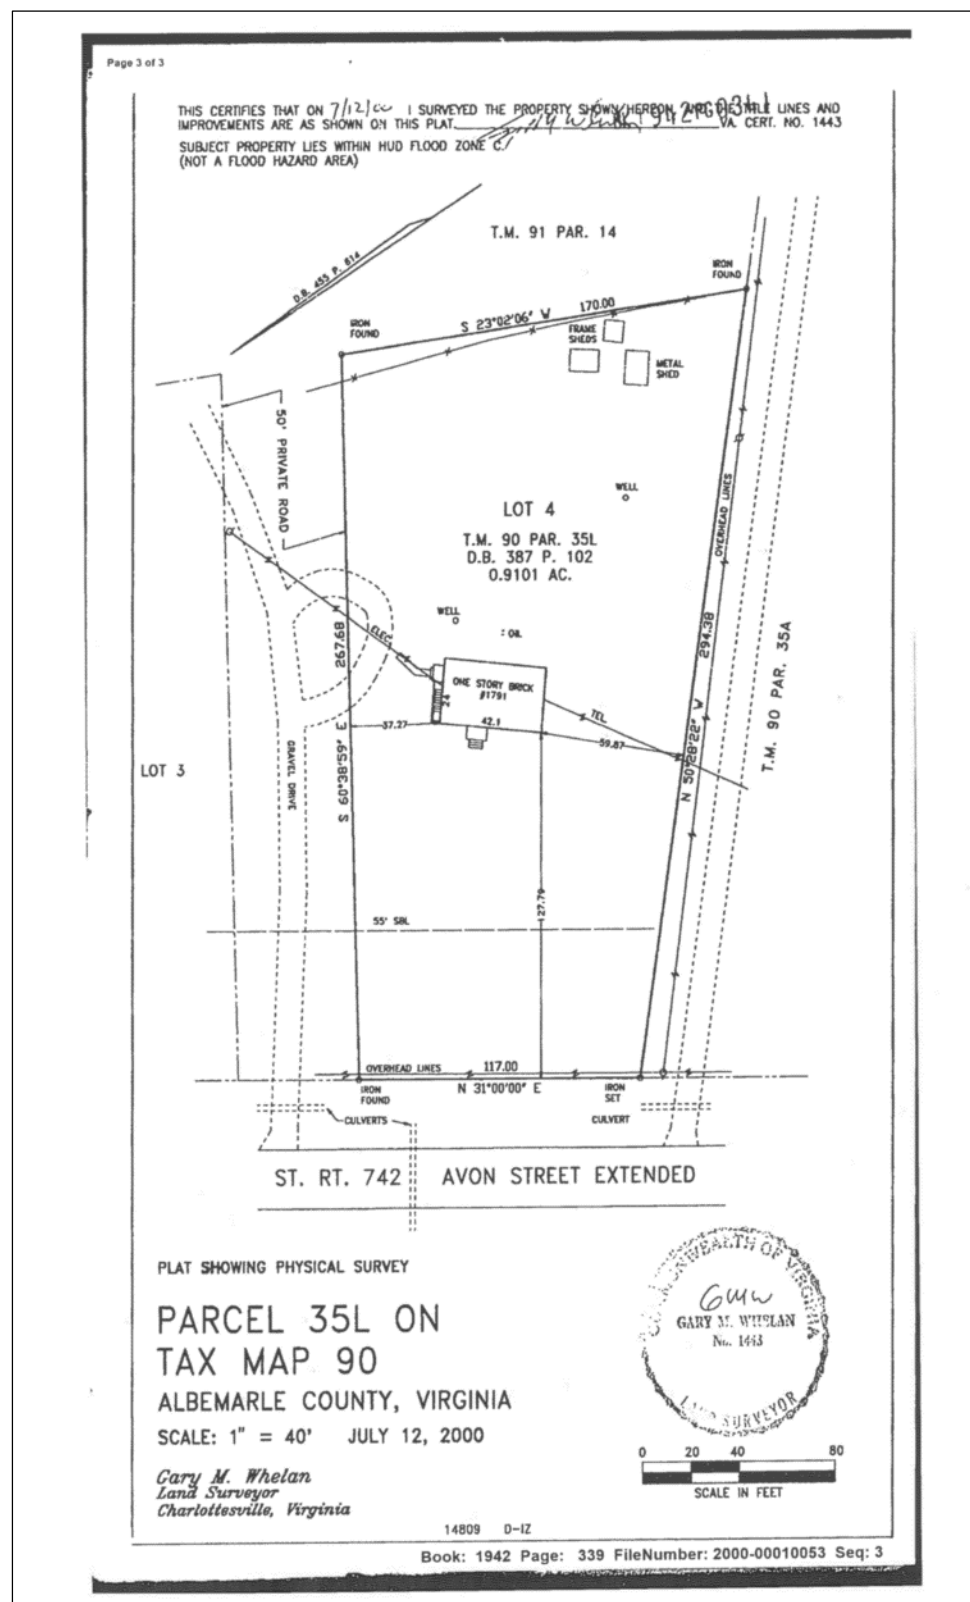 Page 3 of 3
THIS CERTIFIES THAT ON 7/12/00 I SURVEYED THE PROPERTY SHOWN HEREON, AND THE TITLE LINES AND
IMPROVEMENTS ARE AS SHOWN ON THIS PLAT. VA. CERT. NO. 1443
SUBJECT PROPERTY LIES WITHIN HUD FLOOD ZONE C.
(NOT A FLOOD HAZARD AREA)
T.M. 91 PAR. 14
D.B. 455 P. 614
IRON
FOUND
IRON
FOUND
S 23°02'06" W 170.00
FRAME
SHEDS
METAL
SHED
50' PRIVATE ROAD
WELL
LOT 4
T.M. 90 PAR. 35L
D.B. 387 P. 102
0.9101 AC.
OVERHEAD LINES
WELL
: OIL
ELEC
ONE STORY BRICK
#1791
24
42.1
37.27
59.87
TEL
S 60°38'59" E 267.68
N 50°28'22" W 294.38
T.M. 90 PAR. 35A
LOT 3
GRAVEL DRIVE
127.79
55' SBL
OVERHEAD LINES
117.00
IRON
FOUND
N 31°00'00" E
IRON
SET
CULVERTS
CULVERT
ST. RT. 742 AVON STREET EXTENDED
PLAT SHOWING PHYSICAL SURVEY
PARCEL 35L ON
TAX MAP 90
ALBEMARLE COUNTY, VIRGINIA
SCALE: 1" = 40' JULY 12, 2000
Gary M. Whelan
Land Surveyor
Charlottesville, Virginia
COMMONWEALTH OF VIRGINIA
GMW
GARY M. WHELAN
No. 1443
LAND SURVEYOR
0 20 40 80
SCALE IN FEET
14809 D-IZ
Book: 1942 Page: 339 FileNumber: 2000-00010053 Seq: 3